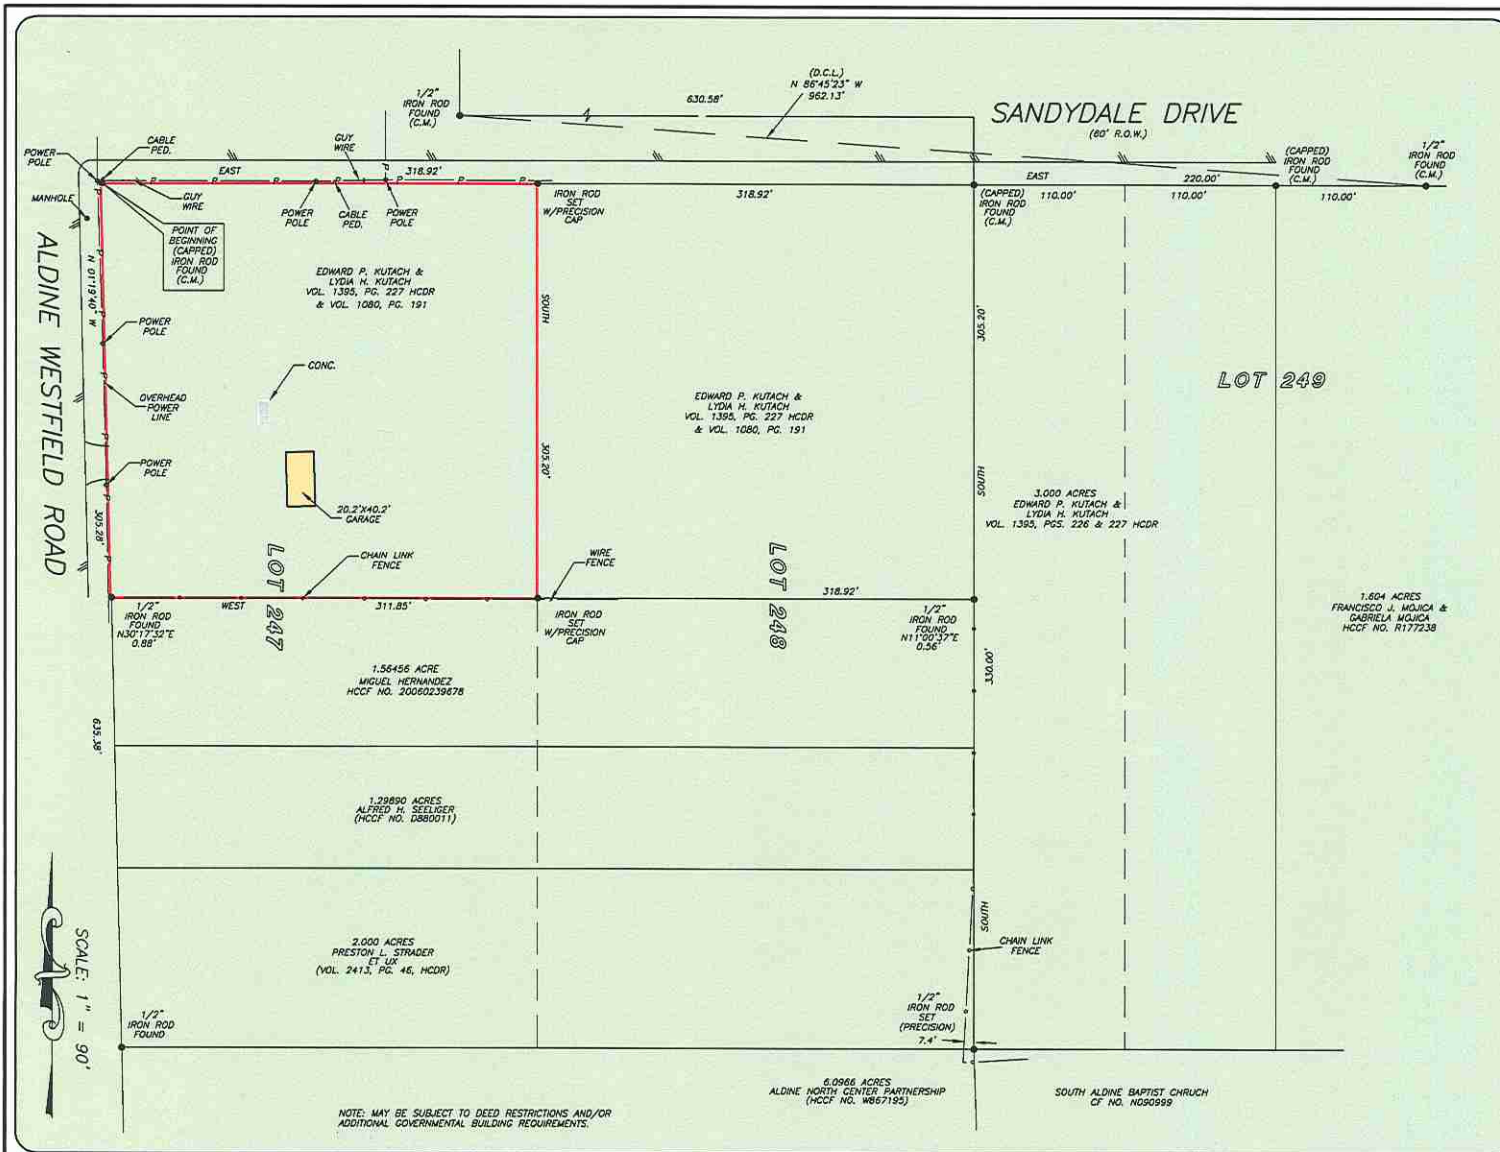 SANDYDALE DRIVE
(60' R.O.W.)
(D.C.L.)
N 86°45'23" W
962.13'
630.58'
1/2"
IRON ROD
FOUND
(C.M.)
POWER
POLE
CABLE
PED.
GUY
WIRE
EAST
318.92'
GUY
WIRE
MANHOLE
POINT OF
BEGINNING
(CAPPED)
IRON ROD
FOUND
(C.M.)
POWER
POLE
CABLE
PED.
POWER
POLE
IRON ROD
SET
W/PRECISION
CAP
318.92'
EAST
220.00'
(CAPPED)
IRON ROD
FOUND
(C.M.)
110.00'
110.00'
110.00'
(CAPPED)
IRON ROD
FOUND
(C.M.)
1/2"
IRON ROD
FOUND
(C.M.)
ALDINE WESTFIELD ROAD
N 01°19'40" W
305.28'
EDWARD P. KUTACH &
LYDIA H. KUTACH
VOL. 1395, PG. 227 HCDR
& VOL. 1080, PG. 191
SOUTH
305.20'
POWER
POLE
OVERHEAD
POWER
LINE
POWER
POLE
CONC.
20.2'X40.2'
GARAGE
CHAIN LINK
FENCE
LOT 247
WEST
311.85'
EDWARD P. KUTACH &
LYDIA H. KUTACH
VOL. 1395, PG. 227 HCDR
& VOL. 1080, PG. 191
305.20'
SOUTH
LOT 249
3.000 ACRES
EDWARD P. KUTACH &
LYDIA H. KUTACH
VOL. 1395, PGS. 226 & 227 HCDR
WIRE
FENCE
LOT 248
318.92'
1/2"
IRON ROD
FOUND
N30°17'32"E
0.88'
IRON ROD
SET
W/PRECISION
CAP
1/2"
IRON ROD
FOUND
N11°00'37"E
0.56'
330.00'
1.604 ACRES
FRANCISCO J. MOJICA &
GABRIELA MOJICA
HCCF NO. R177238
1.56456 ACRE
MIGUEL HERNANDEZ
HCCF NO. 20060239678
635.38'
1.29890 ACRES
ALFRED H. SEELIGER
(HCCF NO. D880011)
2.000 ACRES
PRESTON L. STRADER
ET UX
(VOL. 2413, PG. 46, HCDR)
SOUTH
CHAIN LINK
FENCE
1/2"
IRON ROD
SET
(PRECISION)
7.4'
1/2"
IRON ROD
FOUND
SCALE: 1" = 90'
6.0966 ACRES
ALDINE NORTH CENTER PARTNERSHIP
(HCCF NO. W867195)
SOUTH ALDINE BAPTIST CHRUCH
CF NO. N090999
NOTE: MAY BE SUBJECT TO DEED RESTRICTIONS AND/OR
ADDITIONAL GOVERNMENTAL BUILDING REQUIREMENTS.
P P P P P P P P P P P P P P P